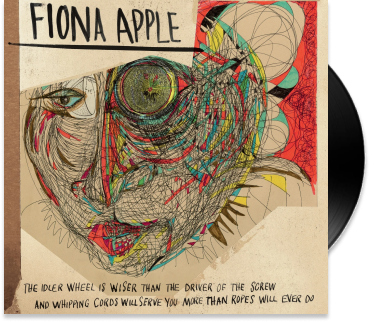 FIONA APPLE
THE IDLER WHEEL IS WISER THAN THE DRIVER OF THE SCREW
AND WHIPPING CORDS WILL SERVE YOU MORE THAN ROPES WILL EVER DO